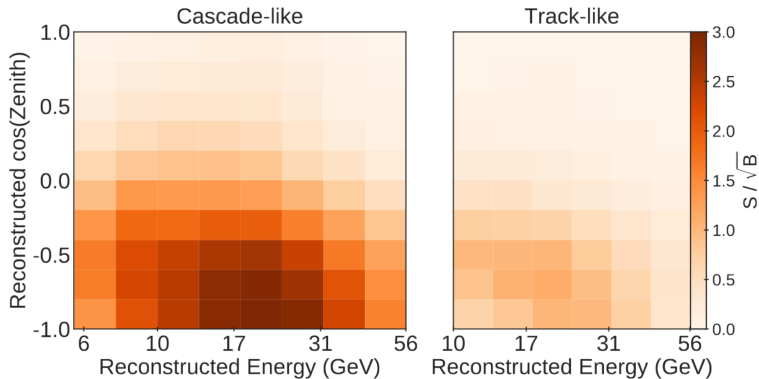 Cascade-like
Track-like
Reconstructed cos(Zenith)
1.0
0.5
0.0
-0.5
-1.0
6 10 17 31 56
Reconstructed Energy (GeV)
10 17 31 56
Reconstructed Energy (GeV)
3.0
2.5
2.0
1.5
1.0
0.5
0.0
S / √B